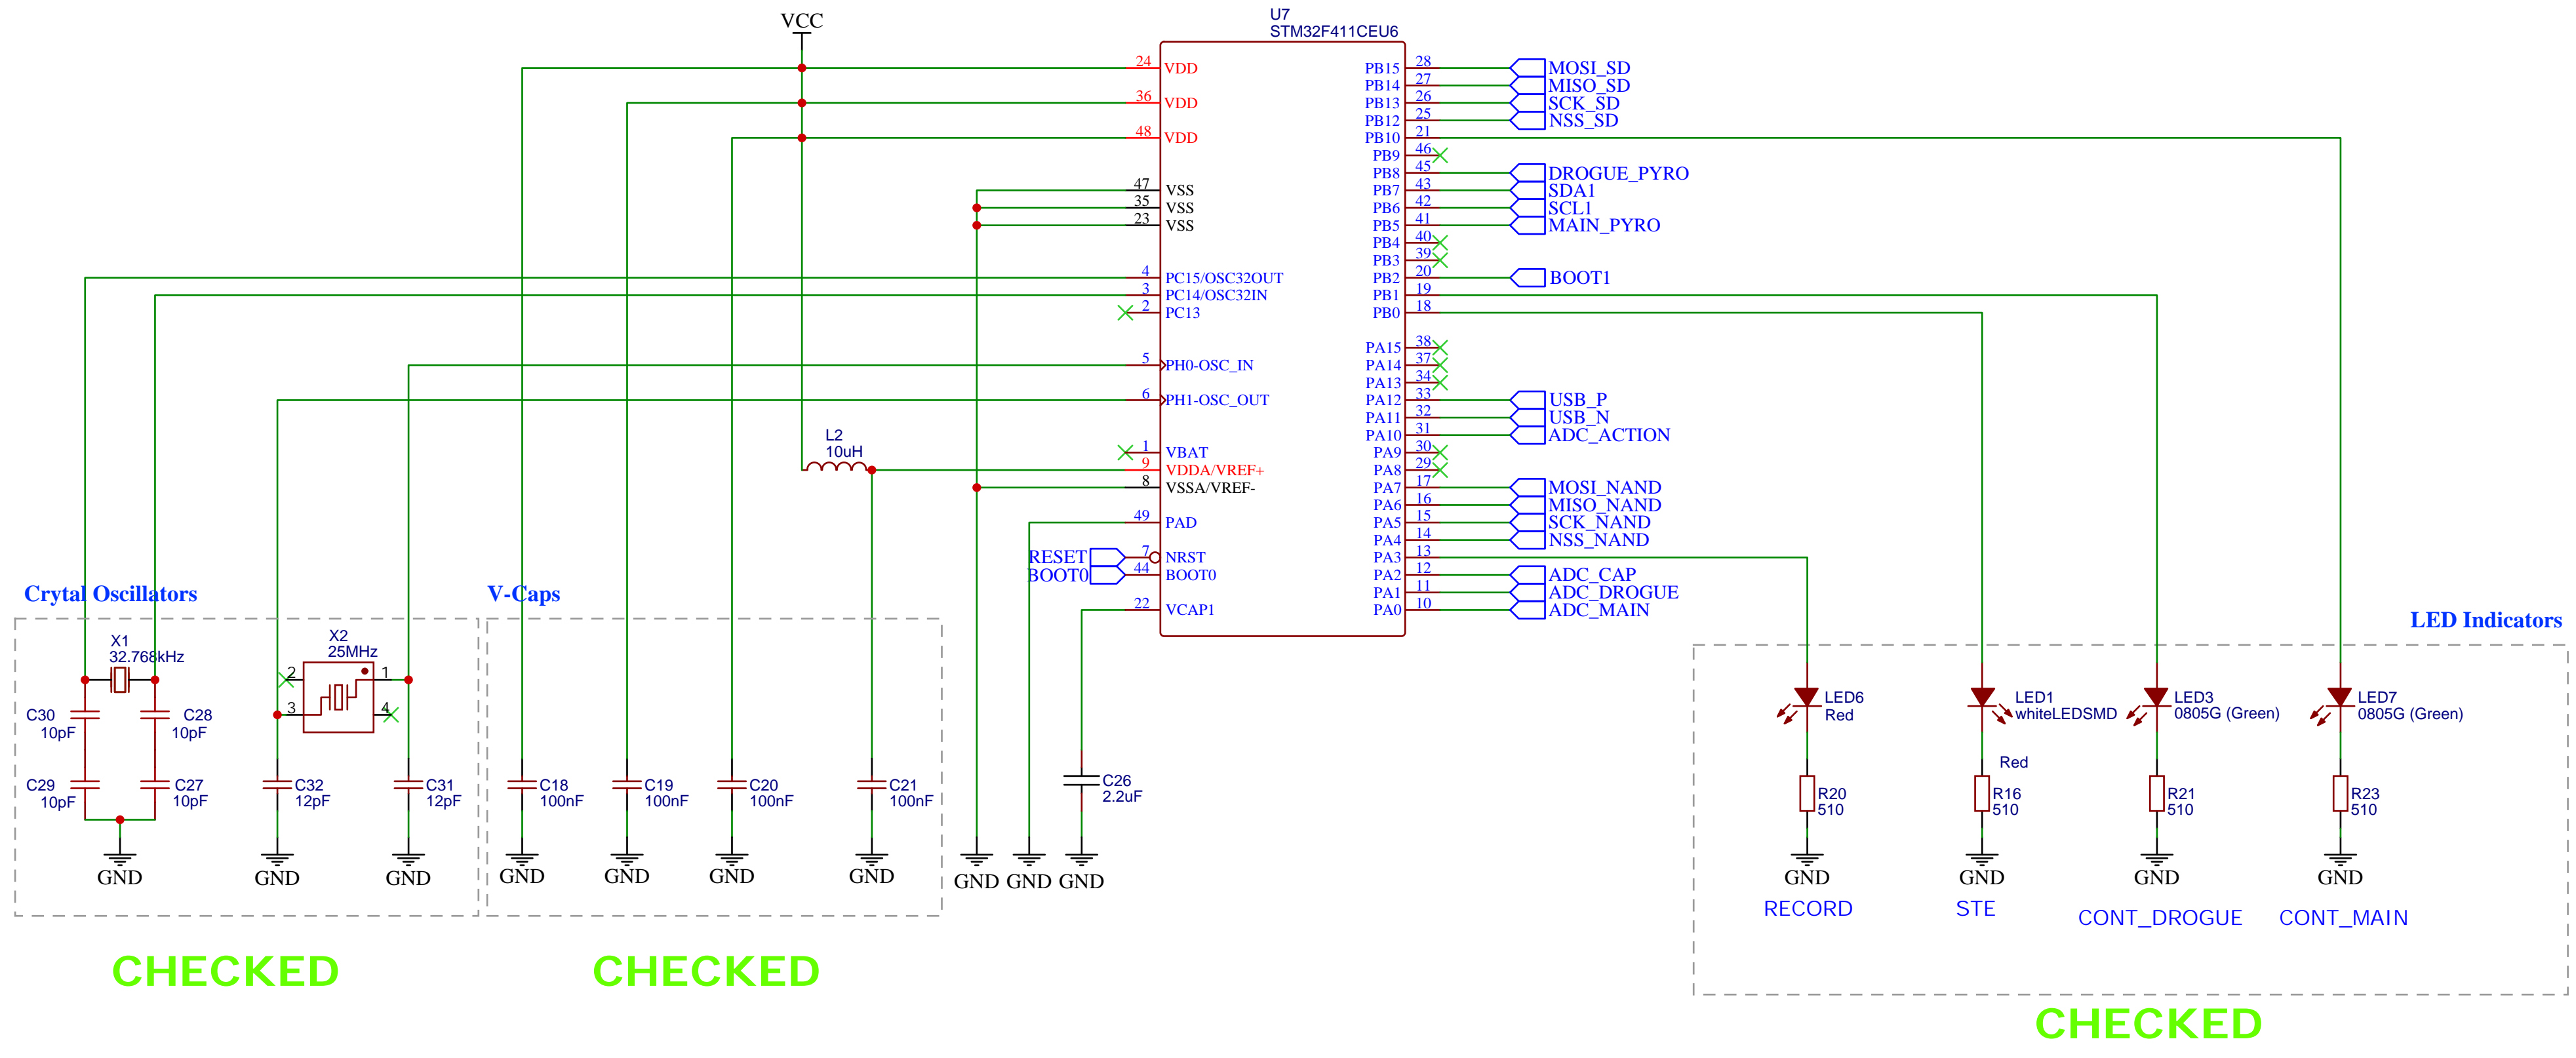 VCC
U7
STM32F411CEU6
24 VDD
36 VDD
48 VDD
47 VSS
35 VSS
23 VSS
4 PC15/OSC32OUT
3 PC14/OSC32IN
2 PC13
5 PH0-OSC_IN
6 PH1-OSC_OUT
1 VBAT
9 VDDA/VREF+
8 VSSA/VREF-
49 PAD
RESET 7 NRST
BOOT0 44 BOOT0
22 VCAP1
L2
10uH
PB15 28 MOSI_SD
PB14 27 MISO_SD
PB13 26 SCK_SD
PB12 25 NSS_SD
PB10 21
PB9 46
PB8 45 DROGUE_PYRO
PB7 43 SDA1
PB6 42 SCL1
PB5 41 MAIN_PYRO
PB4 40
PB3 39
PB2 20 BOOT1
PB1 19
PB0 18
PA15 38
PA14 37
PA13 34
PA12 33 USB_P
PA11 32 USB_N
PA10 31 ADC_ACTION
PA9 30
PA8 29
PA7 17 MOSI_NAND
PA6 16 MISO_NAND
PA5 15 SCK_NAND
PA4 14 NSS_NAND
PA3 13
PA2 12 ADC_CAP
PA1 11 ADC_DROGUE
PA0 10 ADC_MAIN
Crytal Oscillators
X1
32.768kHz
X2
25MHz
2 1
3 4
C30
10pF
C28
10pF
C29
10pF
C27
10pF
C32
12pF
C31
12pF
GND GND GND
CHECKED
V-Caps
C18
100nF
C19
100nF
C20
100nF
C21
100nF
GND GND GND GND
CHECKED
C26
2.2uF
GND GND GND
LED Indicators
LED6
Red
LED1
whiteLEDSMD
LED3
0805G (Green)
LED7
0805G (Green)
Red
R20
510
R16
510
R21
510
R23
510
GND GND GND GND
RECORD STE CONT_DROGUE CONT_MAIN
CHECKED